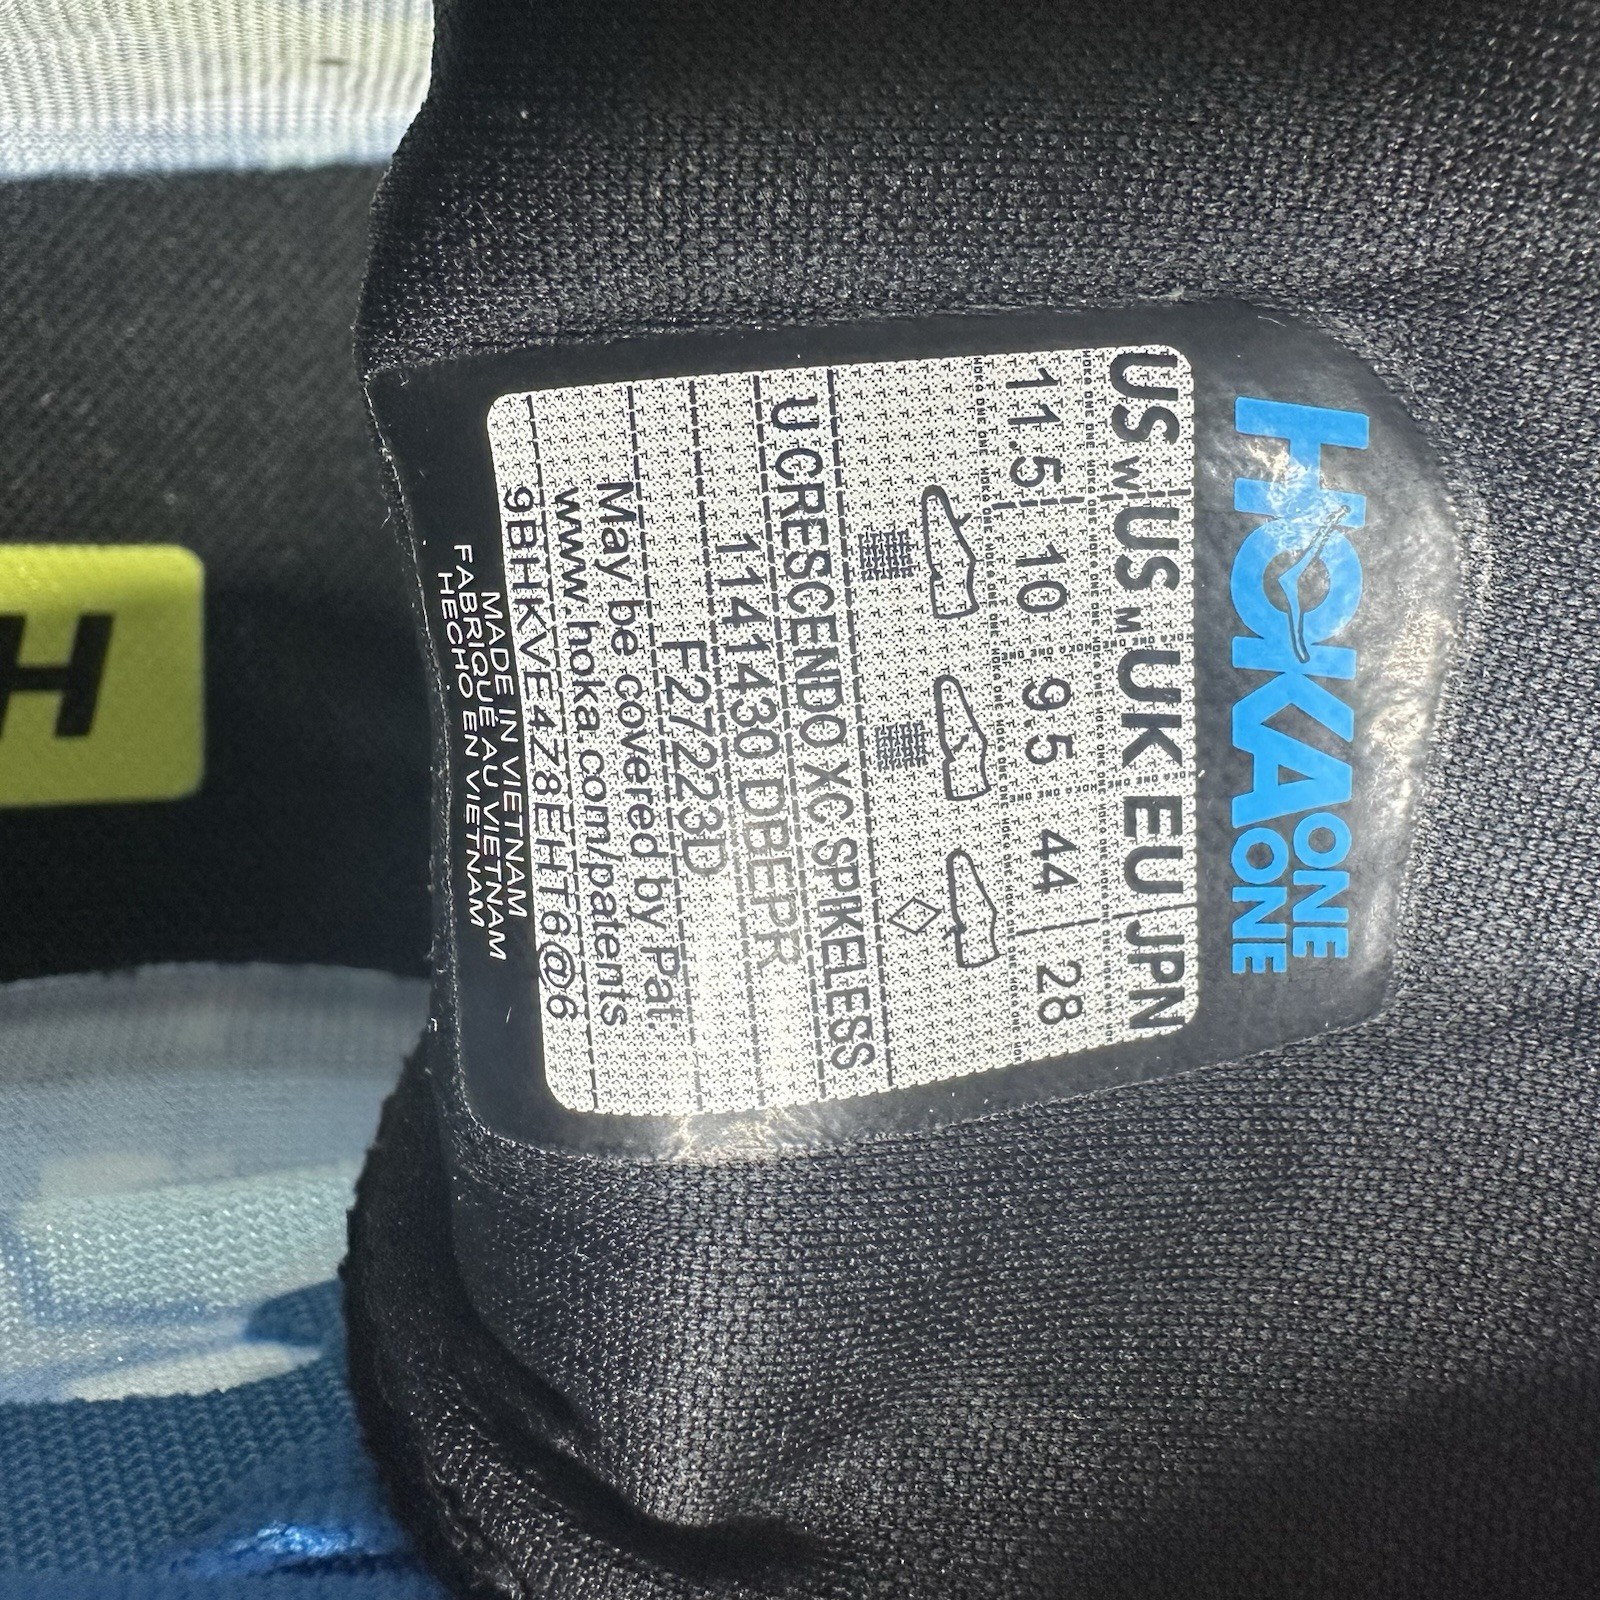 HOKA ONE ONE
US W US M UK EU JPN
11.5 10 9.5 44 28
U CRESCENDO XC SPIKELESS
1141430 DBEPR
F27223D
May be covered by Pat.
www.hoka.com/patents
9BHKVE4Z8EHT6@6
MADE IN VIETNAM
FABRIQUÉ AU VIETNAM
HECHO EN VIETNAM
H